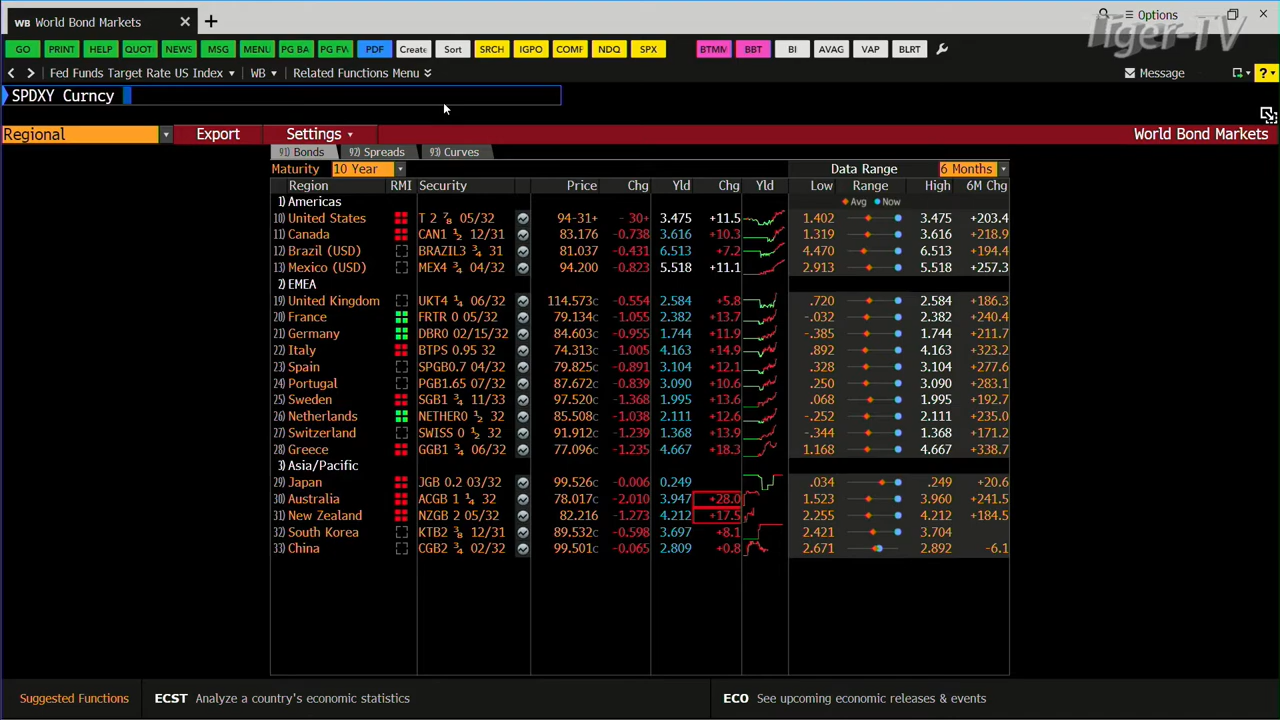 WB World Bond Markets
Options
Tiger-TV
GO PRINT HELP QUOT NEWS MSG MENU PG BA PG FW PDF Create Sort SRCH IGPO COMF NDQ SPX BTMM BBT BI AVAG VAP BLRT
Fed Funds Target Rate US Index WB Related Functions Menu Message ?
SPDXY Curncy
Regional Export Settings World Bond Markets
91) Bonds 92) Spreads 93) Curves
Maturity 10 Year Data Range 6 Months
Region RMI Security Price Chg Yld Chg Yld Low Range High 6M Chg
1) Americas Avg Now
10) United States T 2 ⅞ 05/32 94-31+ - 30+ 3.475 +11.5 1.402 3.475 +203.4
11) Canada CAN1 ½ 12/31 83.176 -0.738 3.616 +10.3 1.319 3.616 +218.9
12) Brazil (USD) BRAZIL3 ¾ 31 81.037 -0.431 6.513 +7.2 4.470 6.513 +194.4
13) Mexico (USD) MEX4 ¾ 04/32 94.200 -0.823 5.518 +11.1 2.913 5.518 +257.3
2) EMEA
19) United Kingdom UKT4 ¼ 06/32 114.573c -0.554 2.584 +5.8 .720 2.584 +186.3
20) France FRTR 0 05/32 79.134c -1.055 2.382 +13.7 -.032 2.382 +240.4
21) Germany DBR0 02/15/32 84.603c -0.955 1.744 +11.9 -.385 1.744 +211.7
22) Italy BTPS 0.95 32 74.313c -1.005 4.163 +14.9 .892 4.163 +323.2
23) Spain SPGB0.7 04/32 79.825c -0.891 3.104 +12.1 .328 3.104 +277.6
24) Portugal PGB1.65 07/32 87.672c -0.839 3.090 +10.6 .250 3.090 +283.1
25) Sweden SGB1 ¾ 11/33 97.520c -1.368 1.995 +13.6 .068 1.995 +192.7
26) Netherlands NETHER0 ½ 32 85.508c -1.038 2.111 +12.6 -.252 2.111 +235.0
27) Switzerland SWISS 0 ½ 32 91.912c -1.239 1.368 +13.9 -.344 1.368 +171.2
28) Greece GGB1 ¾ 06/32 77.096c -1.235 4.667 +18.3 1.168 4.667 +338.7
3) Asia/Pacific
29) Japan JGB 0.2 03/32 99.526c -0.006 0.249 .034 .249 +20.6
30) Australia ACGB 1 ¼ 32 78.017c -2.010 3.947 +28.0 1.523 3.960 +241.5
31) New Zealand NZGB 2 05/32 82.216 -1.273 4.212 +17.5 2.255 4.212 +184.5
32) South Korea KTB2 ⅜ 12/31 89.532c -0.598 3.697 +8.1 2.421 3.704
33) China CGB2 ¾ 02/32 99.501c -0.065 2.809 +0.8 2.671 2.892 -6.1
Suggested Functions ECST Analyze a country's economic statistics ECO See upcoming economic releases & events